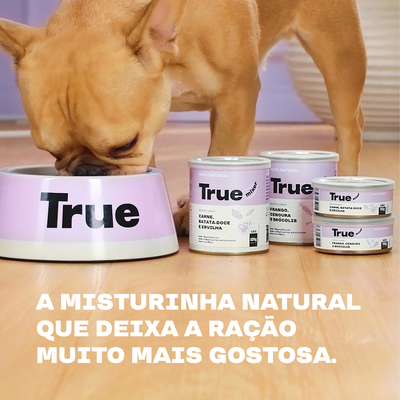 True
True
mixer
CARNE,
BATATA-DOCE
E ERVILHA
True
FRANGO,
CENOURA
E BRÓCOLIS
True
CARNE, BATATA-DOCE
E ERVILHA
True
FRANGO, CENOURA
E BRÓCOLIS
A MISTURINHA NATURAL
QUE DEIXA A RAÇÃO
MUITO MAIS GOSTOSA.